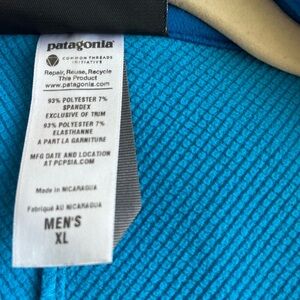 patagonia
COMMON THREADS
INITIATIVE
Repair, Reuse, Recycle
This Product
www.patagonia.com
93% POLYESTER 7%
SPANDEX
EXCLUSIVE OF TRIM
93% POLYESTER 7%
ELASTHANNE
A PART LA GARNITURE
MFG DATE AND LOCATION
AT PCPSIA.COM
Made in NICARAGUA
Fabriqué AU NICARAGUA
MEN'S
XL